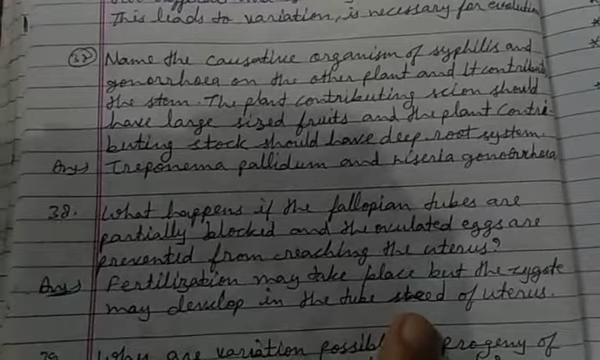 This leads to variation, is necessary for evolution
37 Name the causative organism of syphilis and
gonorrhoea on the other plant and it contribute
the stem. The plant contributing scion should
have large sized fruits and the plant contri-
buting stock should have deep root system.
Ans) Treponema pallidum and niseria gonorrhoea
38. What happens if the fallopian tubes are
partially blocked and the ovulated eggs are
prevented from reaching the uterus?
Ans) Fertilization may take place but the zygote
may develop in the tube of uterus.
39 Why are variation possible progeny of